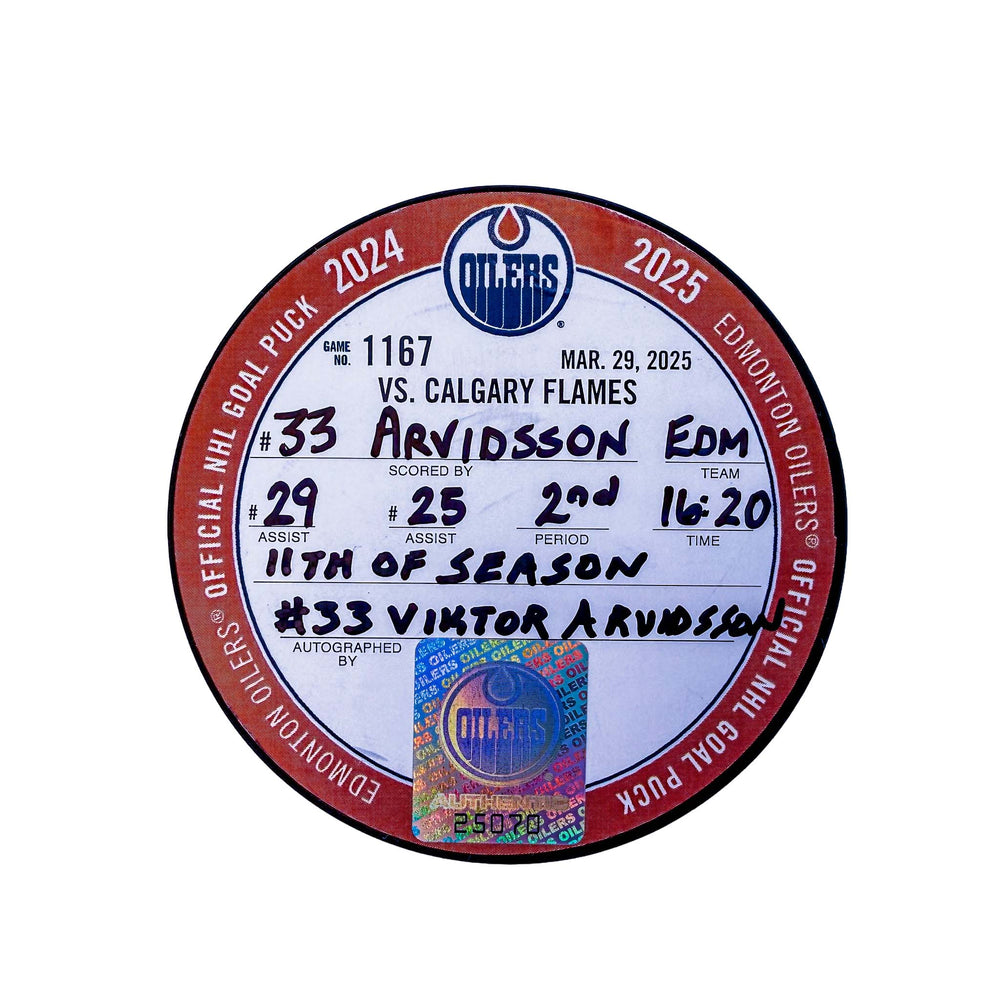 2024 2025
OFFICIAL NHL GOAL PUCK
EDMONTON OILERS®
EDMONTON OILERS®
OFFICIAL NHL GOAL PUCK
OILERS ®
GAME NO. 1167
MAR. 29, 2025
VS. CALGARY FLAMES
#33 ARVIDSSON EDM
SCORED BY TEAM
#29 #25 2nd 16:20
ASSIST ASSIST PERIOD TIME
11TH OF SEASON
#33 VIKTOR ARVIDSSON
AUTOGRAPHED BY
OILERS
AUTHENTIC
25070